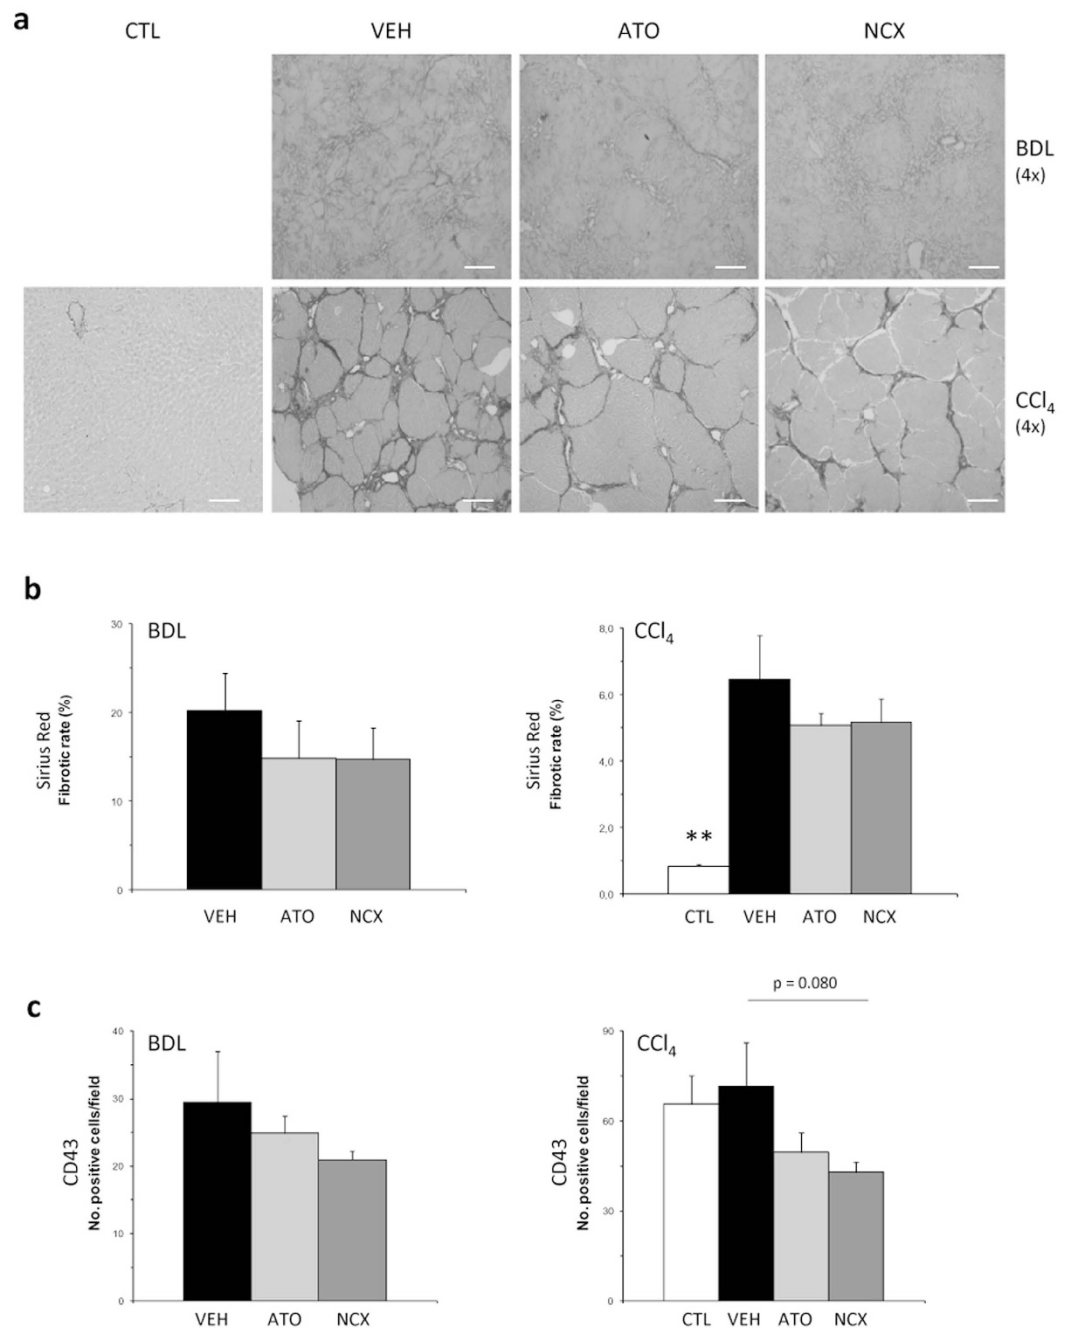 a
CTL VEH ATO NCX
BDL
(4x)
CCl4
(4x)
b
BDL
Sirius Red
Fibrotic rate (%)
30
20
10
0
VEH ATO NCX
CCl4
Sirius Red
Fibrotic rate (%)
8,0
6,0
4,0
2,0
0,0
**
CTL VEH ATO NCX
c
BDL
CD43
No. positive cells/field
40
30
20
10
0
VEH ATO NCX
p = 0.080
CCl4
CD43
No. positive cells/field
90
60
30
0
CTL VEH ATO NCX